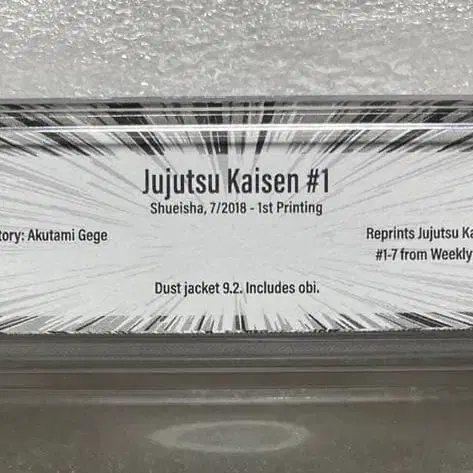 Jujutsu Kaisen #1
Shueisha, 7/2018 - 1st Printing
tory: Akutami Gege
Reprints Jujutsu Ka
#1-7 from Weekly
Dust jacket 9.2. Includes obi.